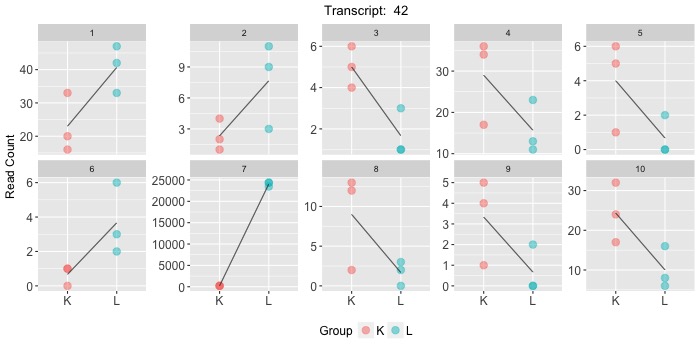 Transcript: 42
Read Count
1 2 3 4 5
40 30 20
9 6 3
6 4 2
30 20 10
6 4 2 0
6 7 8 9 10
6 4 2 0
25000 20000 15000 10000 5000 0
10 5 0
5 4 3 2 1 0
30 20 10
K L K L K L K L K L
Group K L